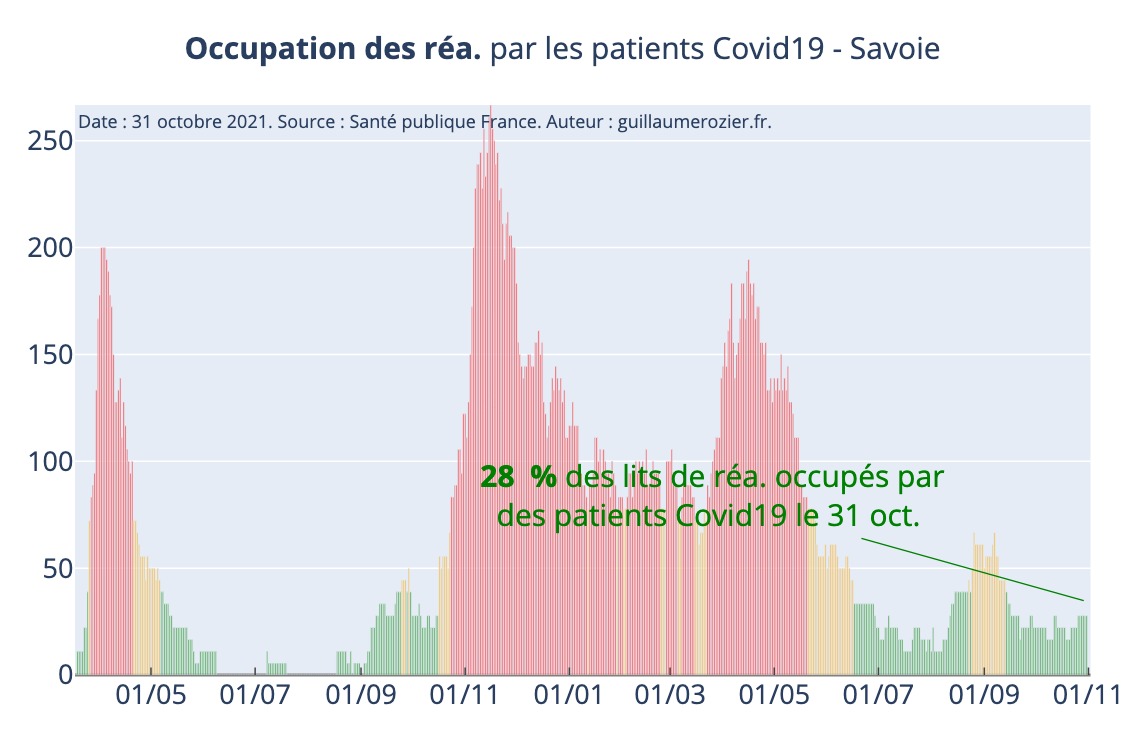 Occupation des réa. par les patients Covid19 - Savoie
Date : 31 octobre 2021. Source : Santé publique France. Auteur : guillaumerozier.fr.
250
200
150
100
50
0
28 % des lits de réa. occupés par
des patients Covid19 le 31 oct.
01/05 01/07 01/09 01/11 01/01 01/03 01/05 01/07 01/09 01/11